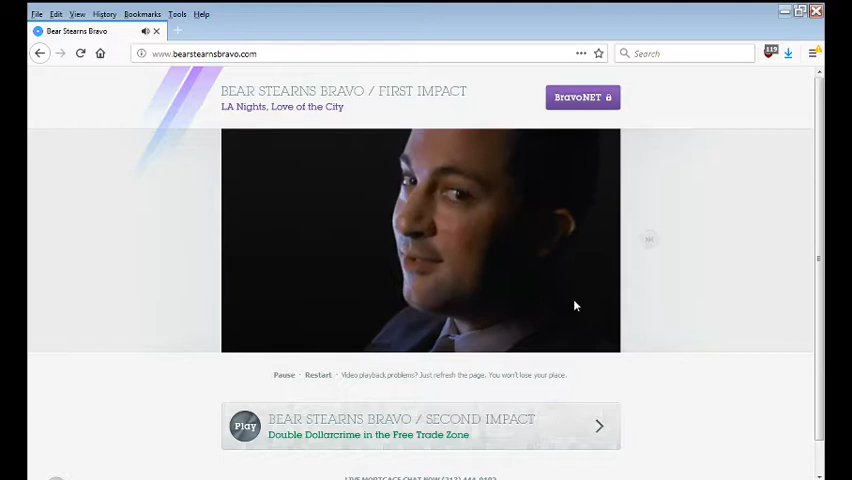 File Edit View History Bookmarks Tools Help
Bear Stearns Bravo
www.bearstearnsbravo.com
Search
119
BEAR STEARNS BRAVO / FIRST IMPACT
LA Nights, Love of the City
BravoNET
Pause - Restart - Video playback problems? Just refresh the page. You won't lose your place.
Play
BEAR STEARNS BRAVO / SECOND IMPACT
Double Dollarcrime in the Free Trade Zone
LIVE MORTGAGE CHAT NOW